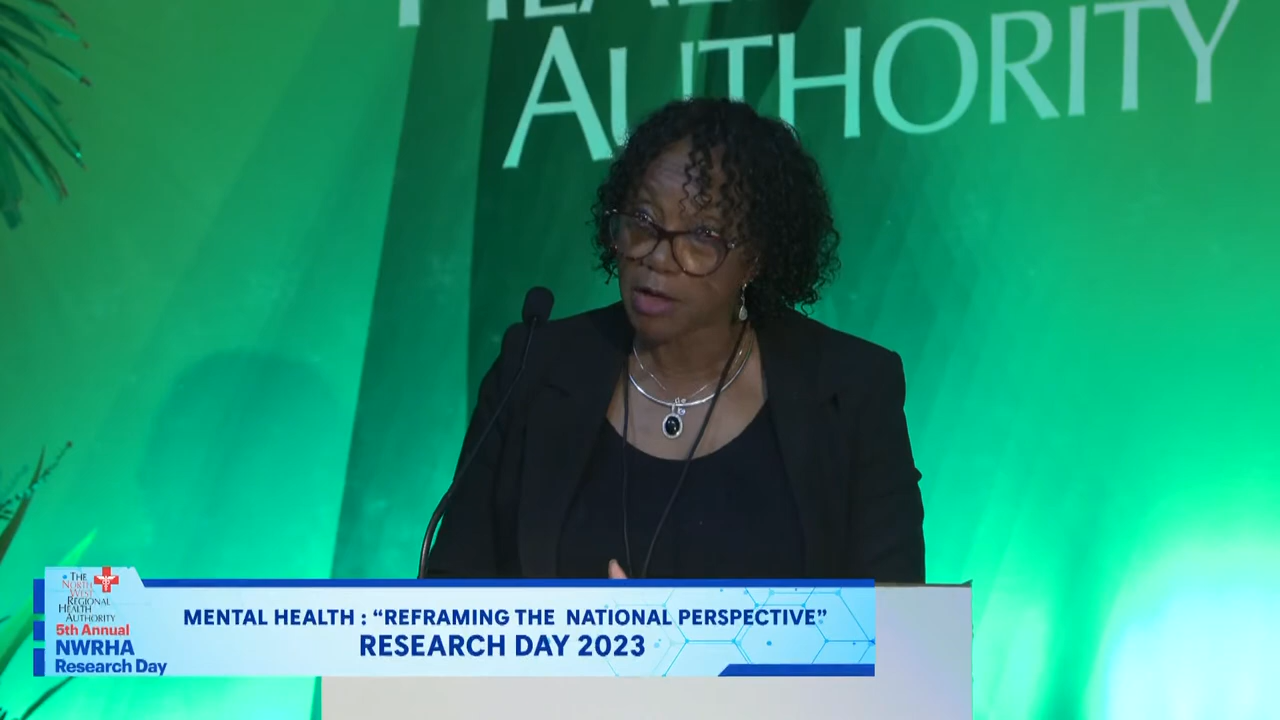 HEALTH
AUTHORITY
THE
NORTH
WEST
REGIONAL
HEALTH
AUTHORITY
5th Annual
NWRHA
Research Day
MENTAL HEALTH : “REFRAMING THE NATIONAL PERSPECTIVE”
RESEARCH DAY 2023